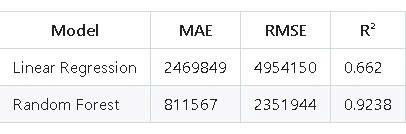 Model MAE RMSE R²
Linear Regression 2469849 4954150 0.662
Random Forest 811567 2351944 0.9238